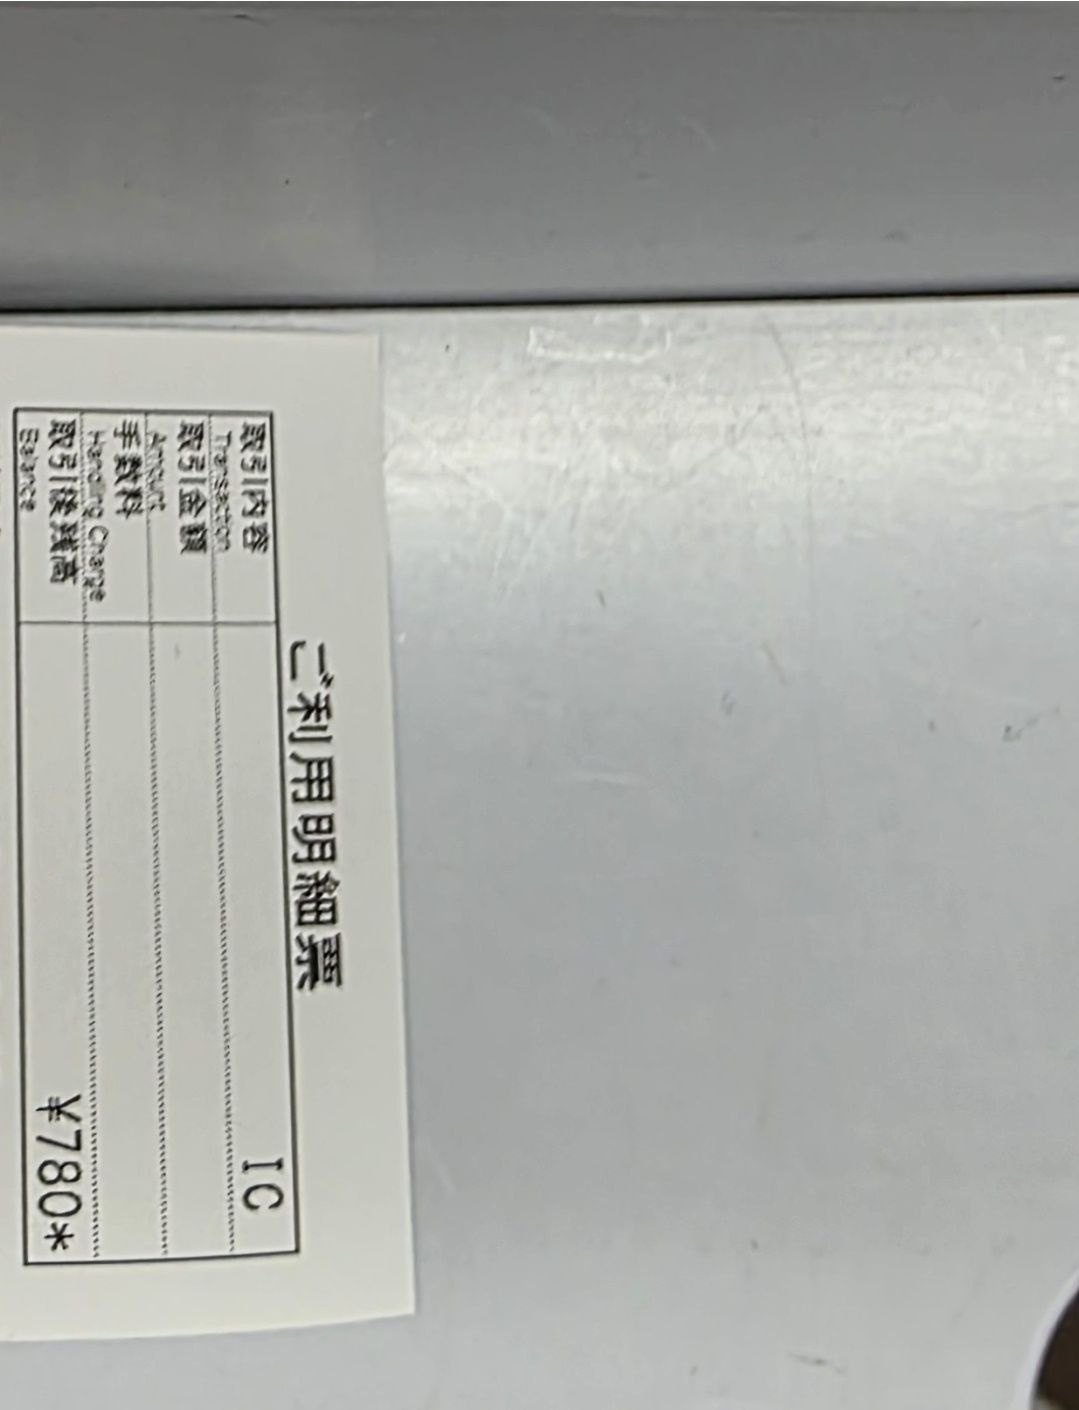 ご利用明細票
取引内容 IC
Transaction
取引金額
Amount
手数料
Handling Charge
取引後残高 ¥780*
Balance